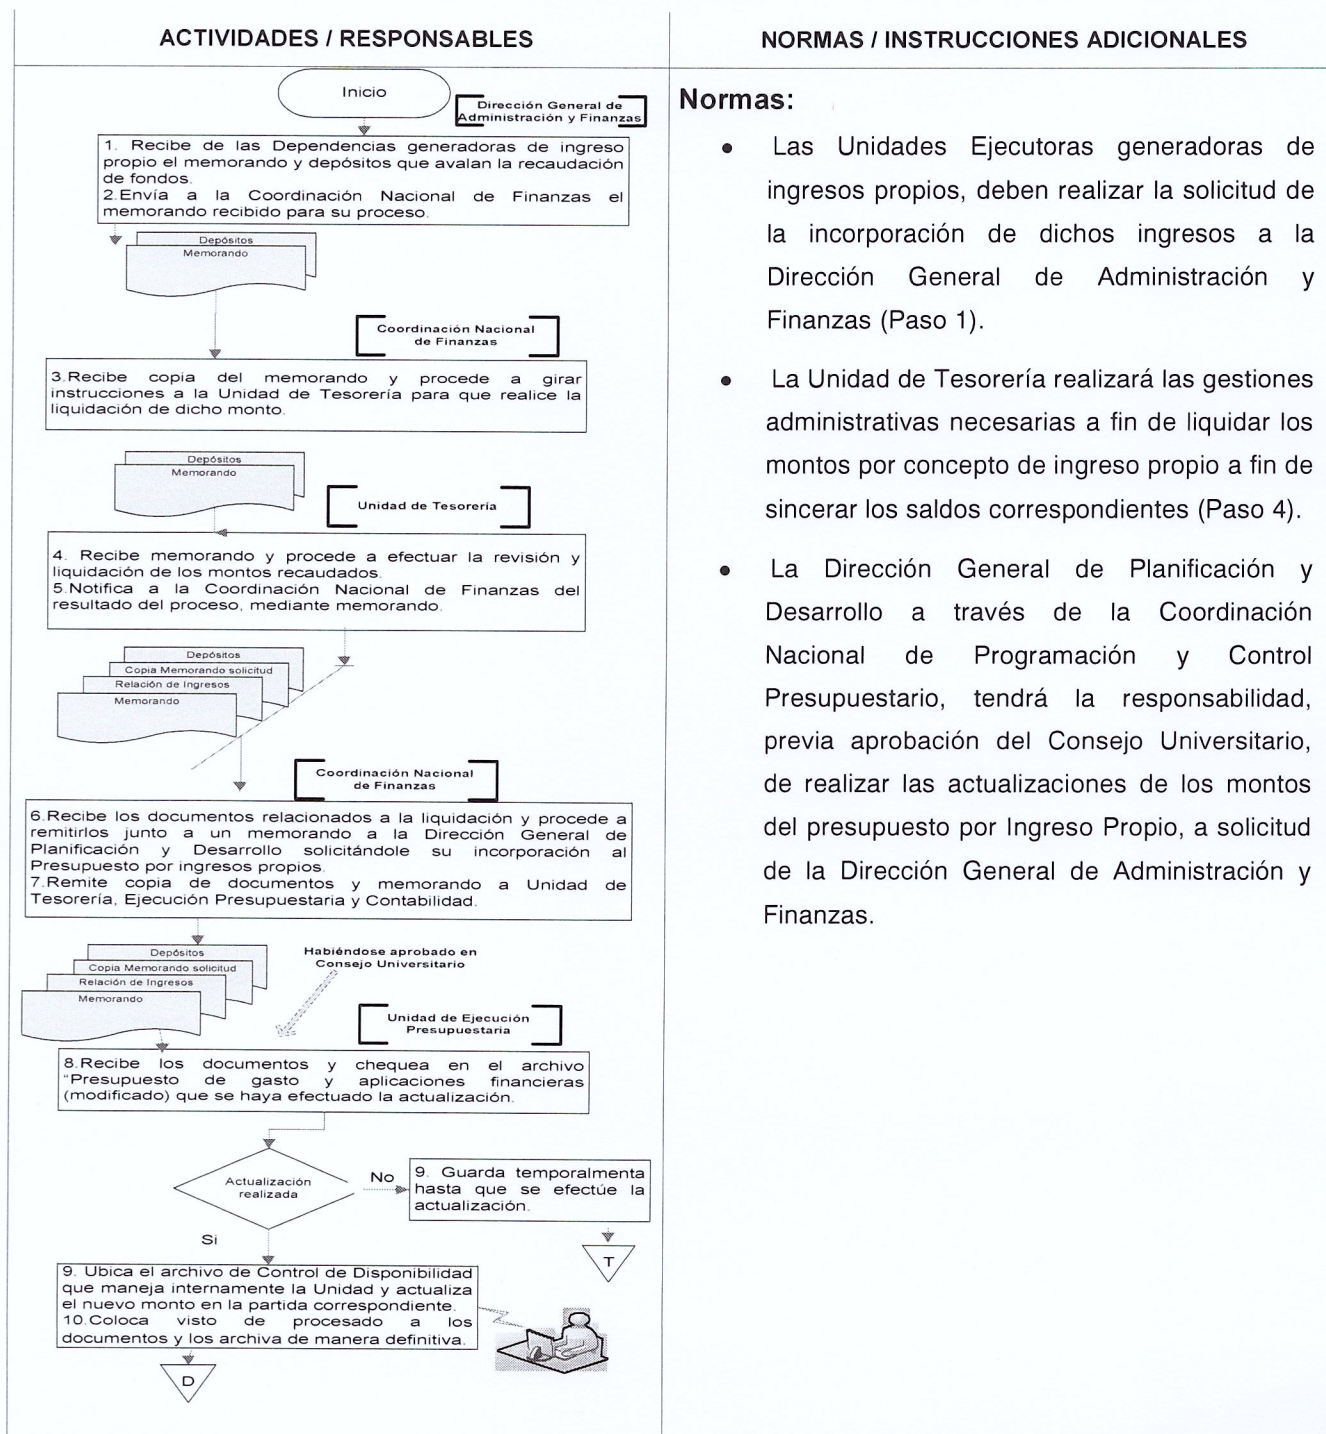 ACTIVIDADES / RESPONSABLES
Inicio
Dirección General de
Administración y Finanzas
1. Recibe de las Dependencias generadoras de ingreso
propio el memorando y depósitos que avalan la recaudación
de fondos.
2.Envía a la Coordinación Nacional de Finanzas el
memorando recibido para su proceso.
Depósitos
Memorando
Coordinación Nacional
de Finanzas
3.Recibe copia del memorando y procede a girar
instrucciones a la Unidad de Tesorería para que realice la
liquidación de dicho monto.
Depósitos
Memorando
Unidad de Tesorería
4. Recibe memorando y procede a efectuar la revisión y
liquidación de los montos recaudados.
5.Notifica a la Coordinación Nacional de Finanzas del
resultado del proceso, mediante memorando.
Depósitos
Copia Memorando solicitud
Relación de Ingresos
Memorando
Coordinación Nacional
de Finanzas
6.Recibe los documentos relacionados a la liquidación y procede a
remitirlos junto a un memorando a la Dirección General de
Planificación y Desarrollo solicitándole su incorporación al
Presupuesto por ingresos propios.
7.Remite copia de documentos y memorando a Unidad de
Tesorería, Ejecución Presupuestaria y Contabilidad.
Depósitos
Copia Memorando solicitud
Relación de Ingresos
Memorando
Habiéndose aprobado en
Consejo Universitario
Unidad de Ejecución
Presupuestaria
8.Recibe los documentos y chequea en el archivo
“Presupuesto de gasto y aplicaciones financieras
(modificado) que se haya efectuado la actualización.
Actualización
realizada
No
9. Guarda temporalmenta
hasta que se efectúe la
actualización.
T
Si
9. Ubica el archivo de Control de Disponibilidad
que maneja internamente la Unidad y actualiza
el nuevo monto en la partida correspondiente.
10.Coloca visto de procesado a los
documentos y los archiva de manera definitiva.
D
NORMAS / INSTRUCCIONES ADICIONALES
Normas:
• Las Unidades Ejecutoras generadoras de
ingresos propios, deben realizar la solicitud de
la incorporación de dichos ingresos a la
Dirección General de Administración y
Finanzas (Paso 1).
• La Unidad de Tesorería realizará las gestiones
administrativas necesarias a fin de liquidar los
montos por concepto de ingreso propio a fin de
sincerar los saldos correspondientes (Paso 4).
• La Dirección General de Planificación y
Desarrollo a través de la Coordinación
Nacional de Programación y Control
Presupuestario, tendrá la responsabilidad,
previa aprobación del Consejo Universitario,
de realizar las actualizaciones de los montos
del presupuesto por Ingreso Propio, a solicitud
de la Dirección General de Administración y
Finanzas.